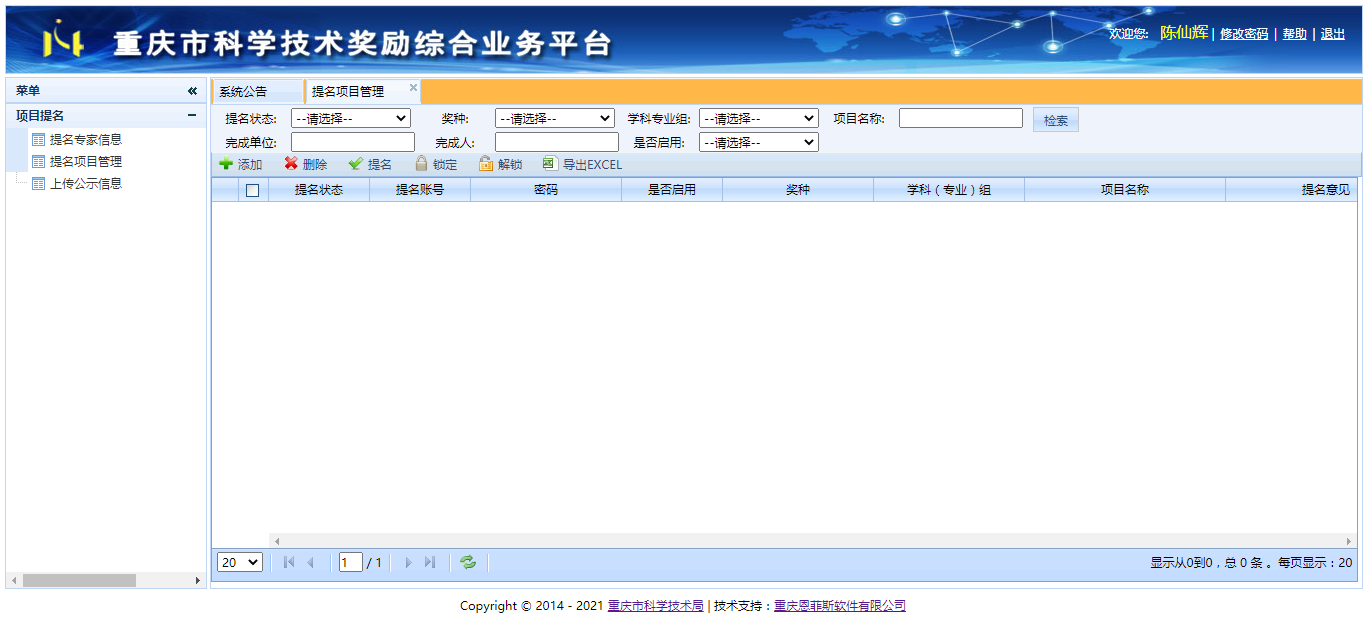 重庆市科学技术奖励综合业务平台
欢迎您: 陈仙辉 | 修改密码 | 帮助 | 退出
菜单
项目提名
提名专家信息
提名项目管理
上传公示信息
系统公告 提名项目管理
提名状态: --请选择-- 奖种: --请选择-- 学科专业组: --请选择-- 项目名称: 检索
完成单位: 完成人: 是否启用: --请选择--
添加 删除 提名 锁定 解锁 导出EXCEL
提名状态 提名账号 密码 是否启用 奖种 学科（专业）组 项目名称 提名意见
20 1 / 1 显示从0到0，总 0 条 。每页显示：20
Copyright © 2014 - 2021 重庆市科学技术局 | 技术支持：重庆恩菲斯软件有限公司